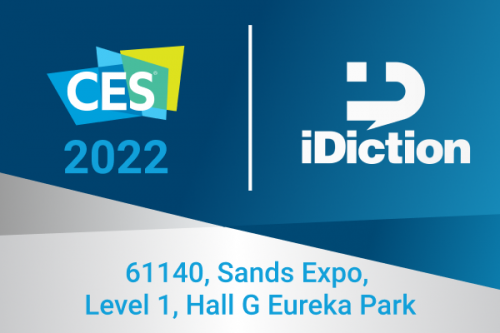 CES®
2022
iDiction
61140, Sands Expo,
Level 1, Hall G Eureka Park